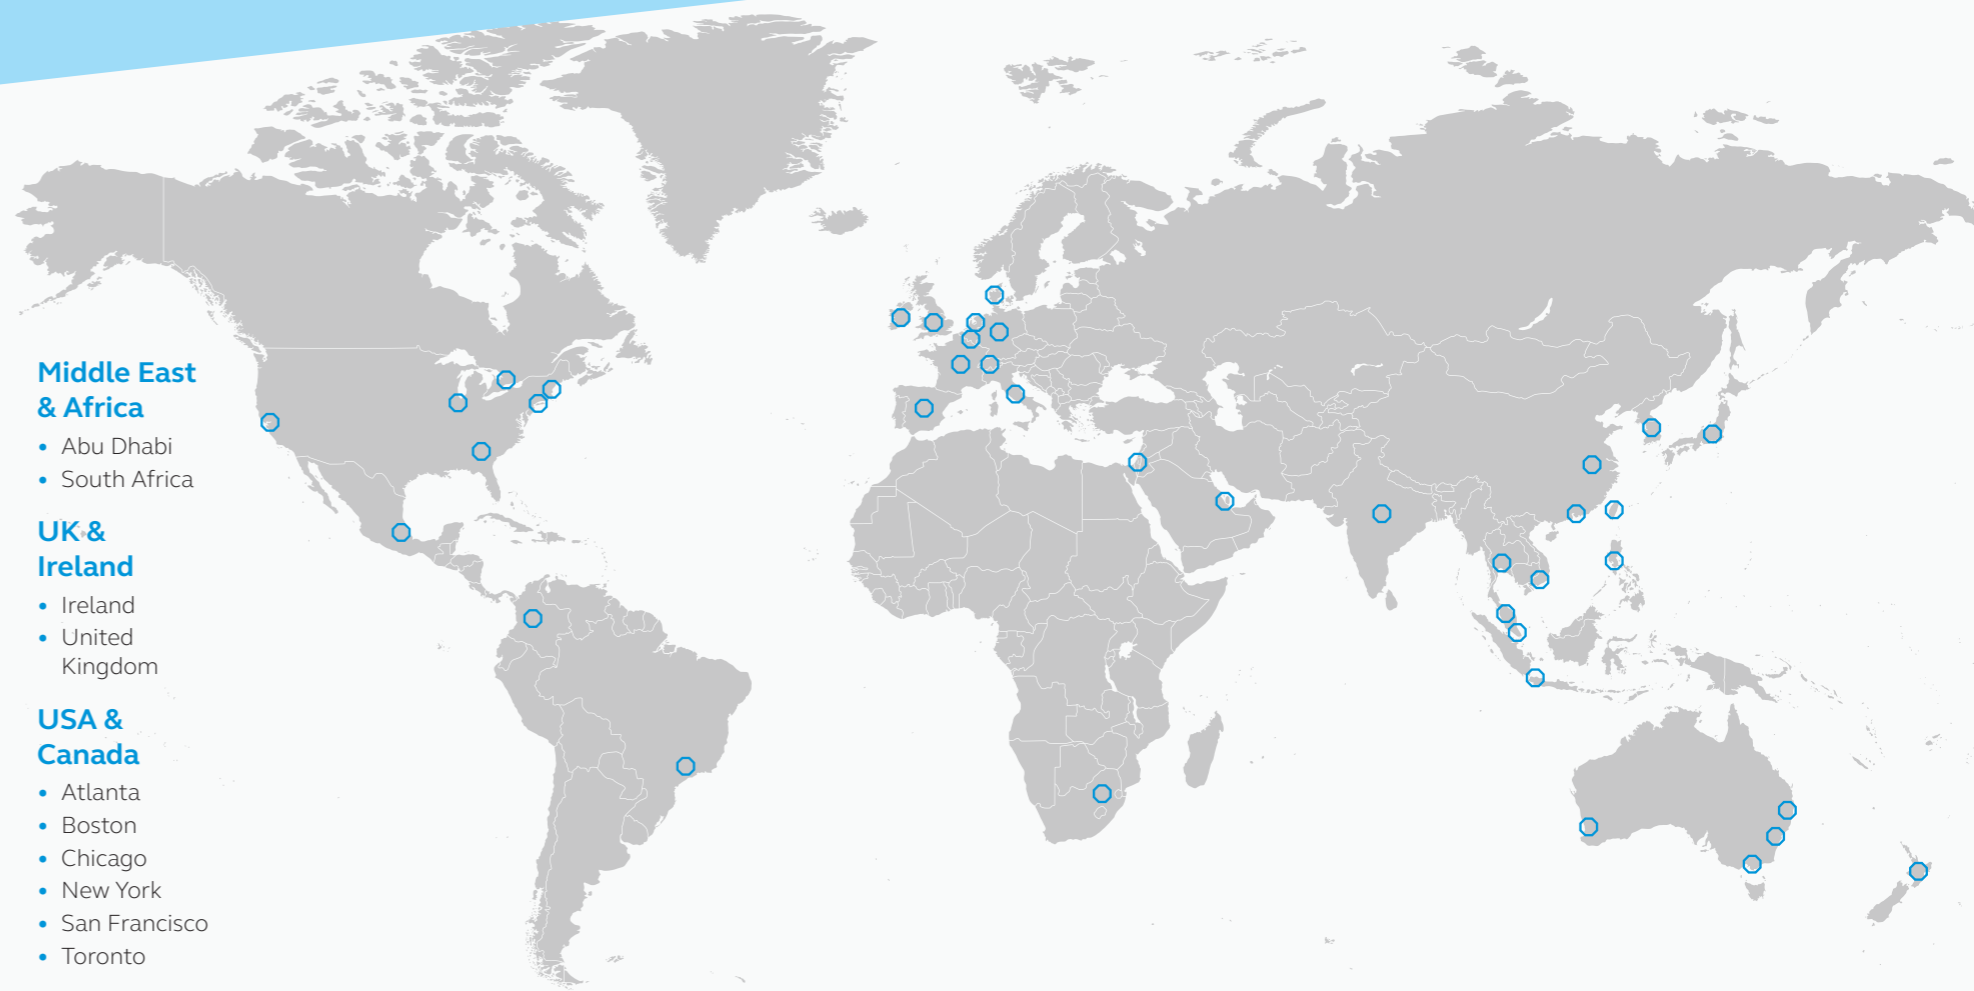 Middle East
& Africa
• Abu Dhabi
• South Africa
UK &
Ireland
• Ireland
• United
Kingdom
USA &
Canada
• Atlanta
• Boston
• Chicago
• New York
• San Francisco
• Toronto